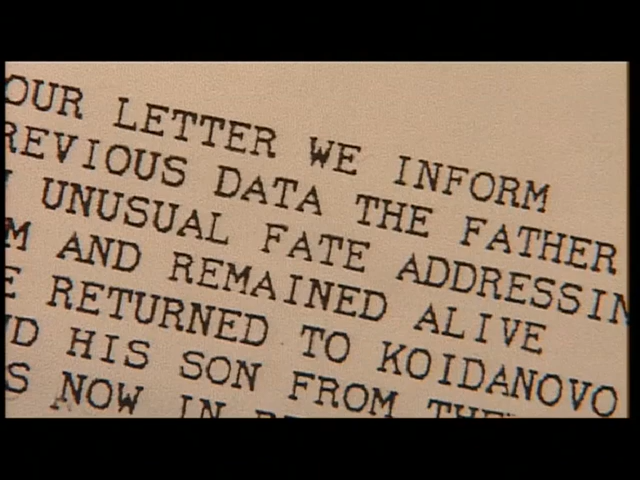 OUR LETTER WE INFORM
REVIOUS DATA THE FATHER
UNUSUAL FATE ADDRESSIN
M AND REMAINED ALIVE
E RETURNED TO KOIDANOVO
D HIS SON FROM THE
S NOW IN